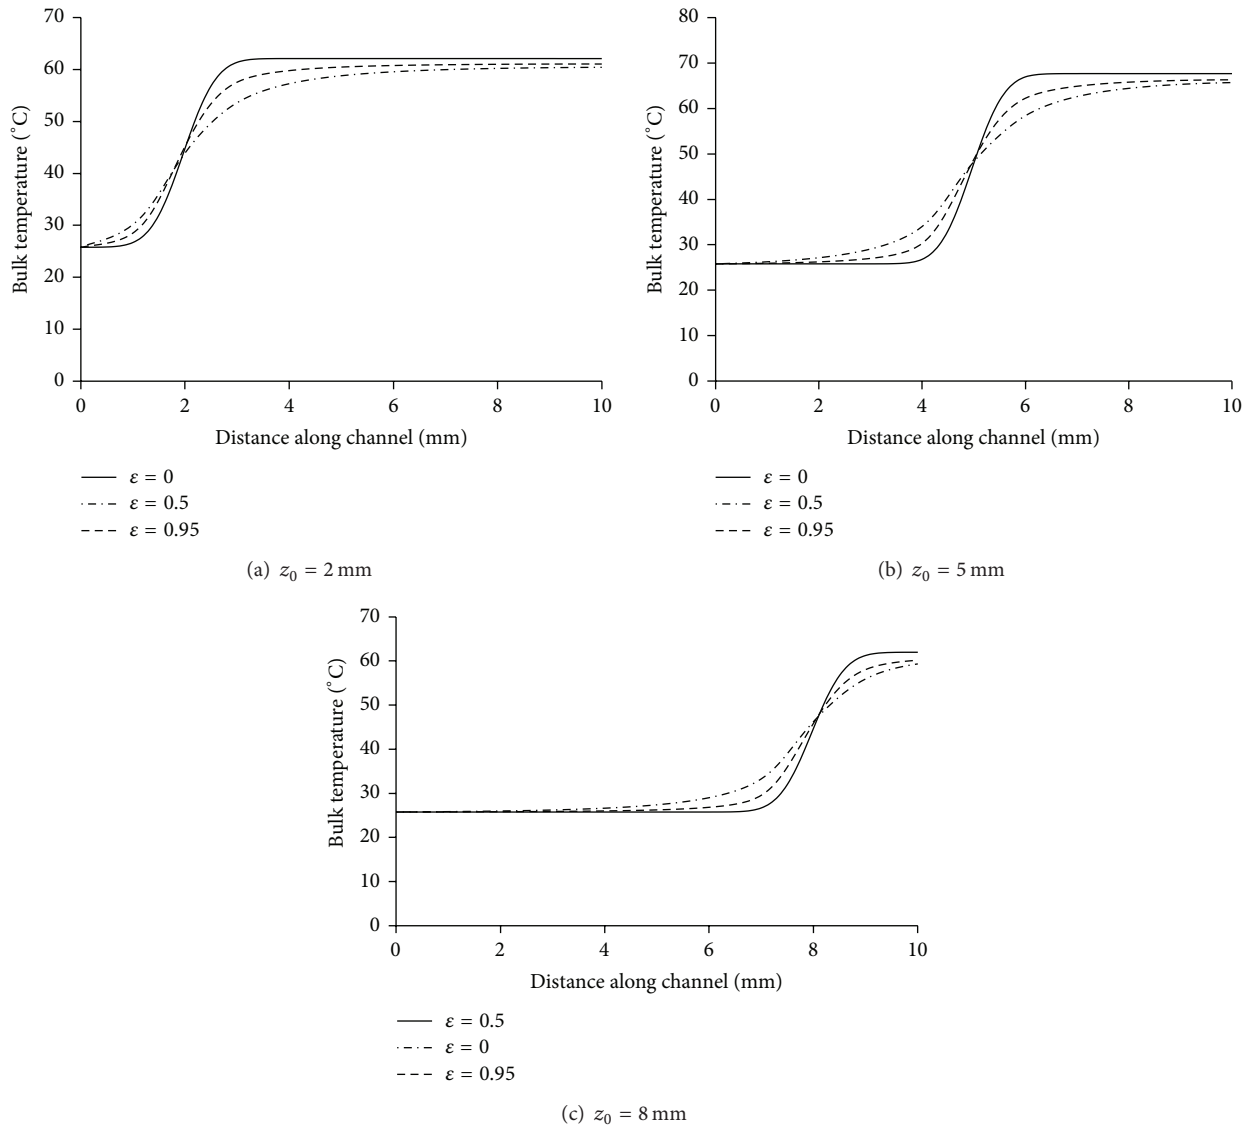 70
60
50
40
30
20
10
0
Bulk temperature (°C)
0 2 4 6 8 10
Distance along channel (mm)
ε = 0
ε = 0.5
ε = 0.95
(a) z₀ = 2 mm
80
70
60
50
40
30
20
10
0
Bulk temperature (°C)
0 2 4 6 8 10
Distance along channel (mm)
ε = 0
ε = 0.5
ε = 0.95
(b) z₀ = 5 mm
70
60
50
40
30
20
10
0
Bulk temperature (°C)
0 2 4 6 8 10
Distance along channel (mm)
ε = 0.5
ε = 0
ε = 0.95
(c) z₀ = 8 mm